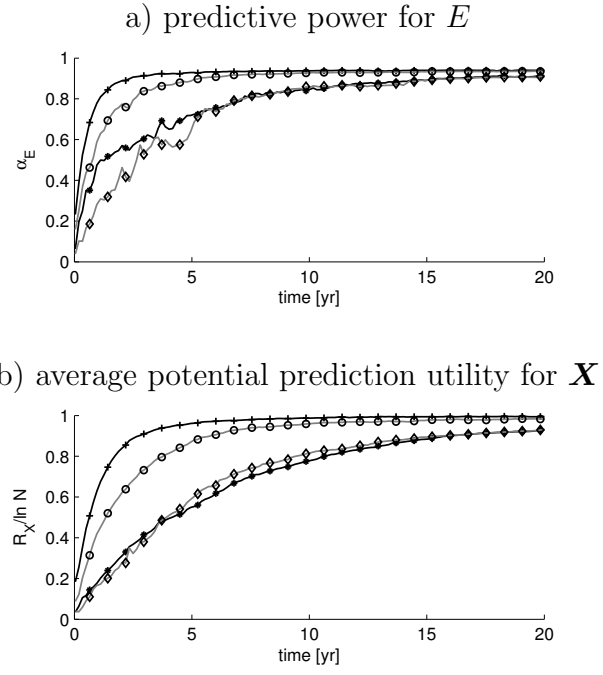 a) predictive power for E
1
0.8
0.6
0.4
0.2
0
α_E
0 5 10 15 20
time [yr]
b) average potential prediction utility for X
1
0.8
0.6
0.4
0.2
0
R_X/ln N
0 5 10 15 20
time [yr]